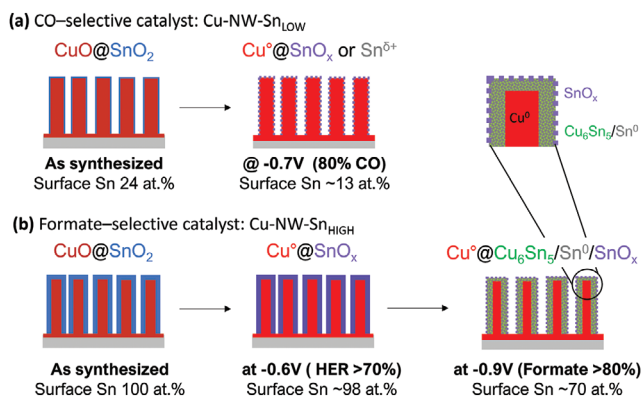 (a) CO–selective catalyst: Cu-NW-Sn_LOW
CuO@SnO₂
Cu°@SnOₓ or Sn^δ+
As synthesized
Surface Sn 24 at.%
@ -0.7V (80% CO)
Surface Sn ~13 at.%
SnOₓ
Cu⁰
Cu₆Sn₅/Sn⁰
(b) Formate–selective catalyst: Cu-NW-Sn_HIGH
CuO@SnO₂
Cu°@SnOₓ
Cu°@Cu₆Sn₅/Sn⁰/SnOₓ
As synthesized
Surface Sn 100 at.%
at -0.6V ( HER >70%)
Surface Sn ~98 at.%
at -0.9V (Formate >80%)
Surface Sn ~70 at.%